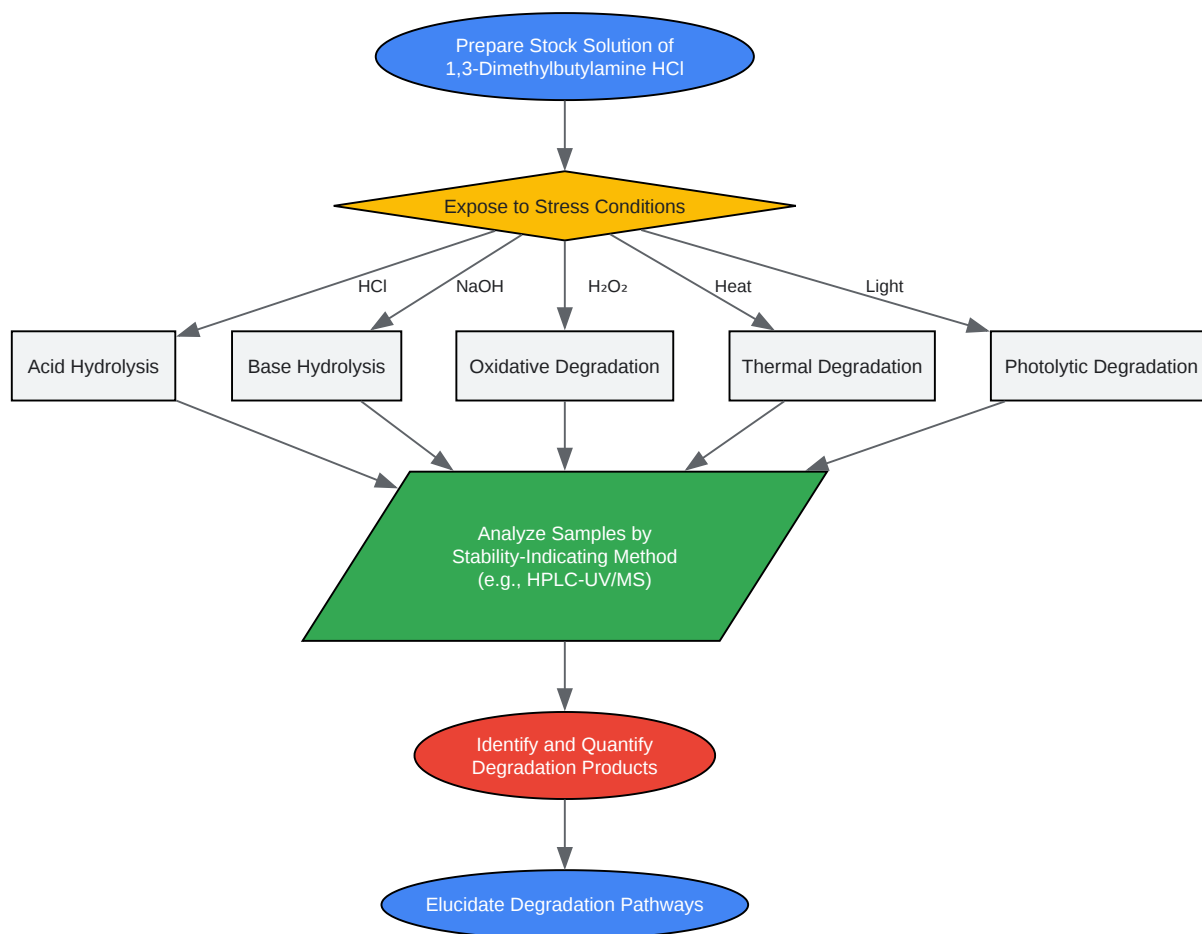 Prepare Stock Solution of
1,3-Dimethylbutylamine HCl
Expose to Stress Conditions
HCl
NaOH
H₂O₂
Heat
Light
Acid Hydrolysis
Base Hydrolysis
Oxidative Degradation
Thermal Degradation
Photolytic Degradation
Analyze Samples by
Stability-Indicating Method
(e.g., HPLC-UV/MS)
Identify and Quantify
Degradation Products
Elucidate Degradation Pathways